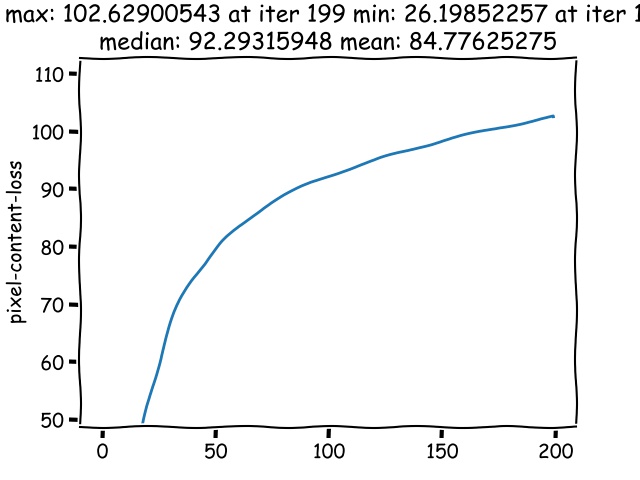 max: 102.62900543 at iter 199 min: 26.19852257 at iter 1
median: 92.29315948 mean: 84.77625275
pixel-content-loss
110
100
90
80
70
60
50
0 50 100 150 200